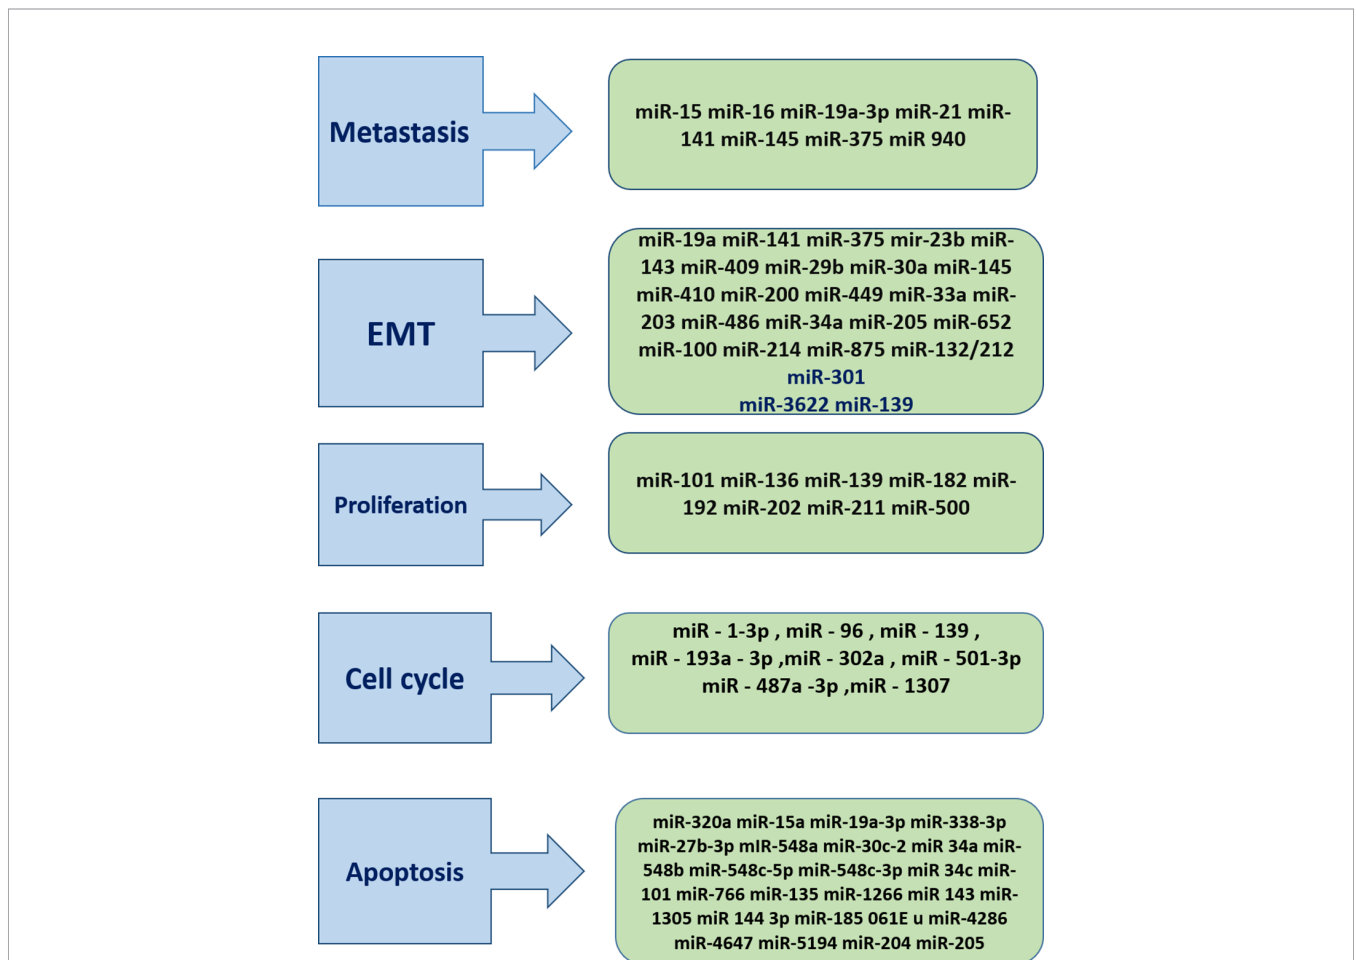 Metastasis
miR-15 miR-16 miR-19a-3p miR-21 miR-
141 miR-145 miR-375 miR 940
EMT
miR-19a miR-141 miR-375 mir-23b miR-
143 miR-409 miR-29b miR-30a miR-145
miR-410 miR-200 miR-449 miR-33a miR-
203 miR-486 miR-34a miR-205 miR-652
miR-100 miR-214 miR-875 miR-132/212
miR-301
miR-3622 miR-139
Proliferation
miR-101 miR-136 miR-139 miR-182 miR-
192 miR-202 miR-211 miR-500
Cell cycle
miR - 1-3p , miR - 96 , miR - 139 ,
miR - 193a - 3p ,miR - 302a , miR - 501-3p
miR - 487a -3p ,miR - 1307
Apoptosis
miR-320a miR-15a miR-19a-3p miR-338-3p
miR-27b-3p mIR-548a miR-30c-2 miR 34a miR-
548b miR-548c-5p miR-548c-3p miR 34c miR-
101 miR-766 miR-135 miR-1266 miR 143 miR-
1305 miR 144 3p miR-185 061E u miR-4286
miR-4647 miR-5194 miR-204 miR-205